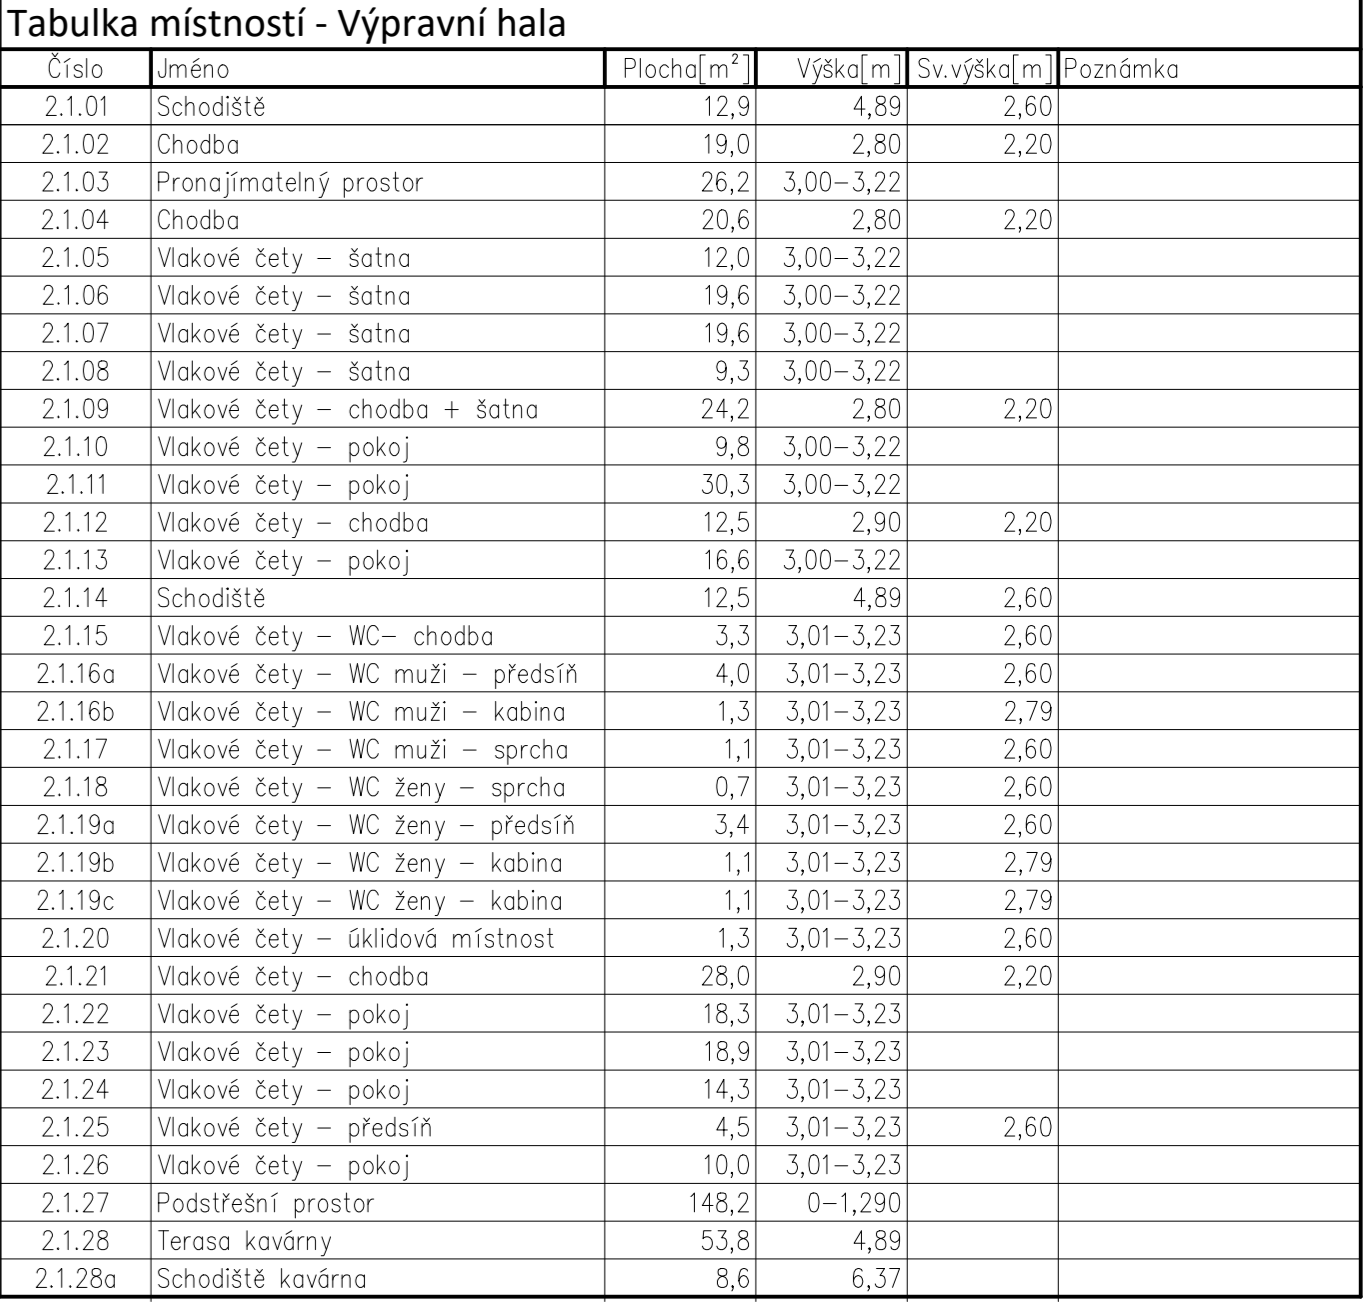 Tabulka místností - Výpravní hala
Číslo Jméno Plocha[m²] Výška[m] Sv.výška[m] Poznámka
2.1.01 Schodiště 12,9 4,89 2,60
2.1.02 Chodba 19,0 2,80 2,20
2.1.03 Pronajímatelný prostor 26,2 3,00–3,22
2.1.04 Chodba 20,6 2,80 2,20
2.1.05 Vlakové čety – šatna 12,0 3,00–3,22
2.1.06 Vlakové čety – šatna 19,6 3,00–3,22
2.1.07 Vlakové čety – šatna 19,6 3,00–3,22
2.1.08 Vlakové čety – šatna 9,3 3,00–3,22
2.1.09 Vlakové čety – chodba + šatna 24,2 2,80 2,20
2.1.10 Vlakové čety – pokoj 9,8 3,00–3,22
2.1.11 Vlakové čety – pokoj 30,3 3,00–3,22
2.1.12 Vlakové čety – chodba 12,5 2,90 2,20
2.1.13 Vlakové čety – pokoj 16,6 3,00–3,22
2.1.14 Schodiště 12,5 4,89 2,60
2.1.15 Vlakové čety – WC– chodba 3,3 3,01–3,23 2,60
2.1.16a Vlakové čety – WC muži – předsíň 4,0 3,01–3,23 2,60
2.1.16b Vlakové čety – WC muži – kabina 1,3 3,01–3,23 2,79
2.1.17 Vlakové čety – WC muži – sprcha 1,1 3,01–3,23 2,60
2.1.18 Vlakové čety – WC ženy – sprcha 0,7 3,01–3,23 2,60
2.1.19a Vlakové čety – WC ženy – předsíň 3,4 3,01–3,23 2,60
2.1.19b Vlakové čety – WC ženy – kabina 1,1 3,01–3,23 2,79
2.1.19c Vlakové čety – WC ženy – kabina 1,1 3,01–3,23 2,79
2.1.20 Vlakové čety – úklidová místnost 1,3 3,01–3,23 2,60
2.1.21 Vlakové čety – chodba 28,0 2,90 2,20
2.1.22 Vlakové čety – pokoj 18,3 3,01–3,23
2.1.23 Vlakové čety – pokoj 18,9 3,01–3,23
2.1.24 Vlakové čety – pokoj 14,3 3,01–3,23
2.1.25 Vlakové čety – předsíň 4,5 3,01–3,23 2,60
2.1.26 Vlakové čety – pokoj 10,0 3,01–3,23
2.1.27 Podstřešní prostor 148,2 0–1,290
2.1.28 Terasa kavárny 53,8 4,89
2.1.28a Schodiště kavárna 8,6 6,37